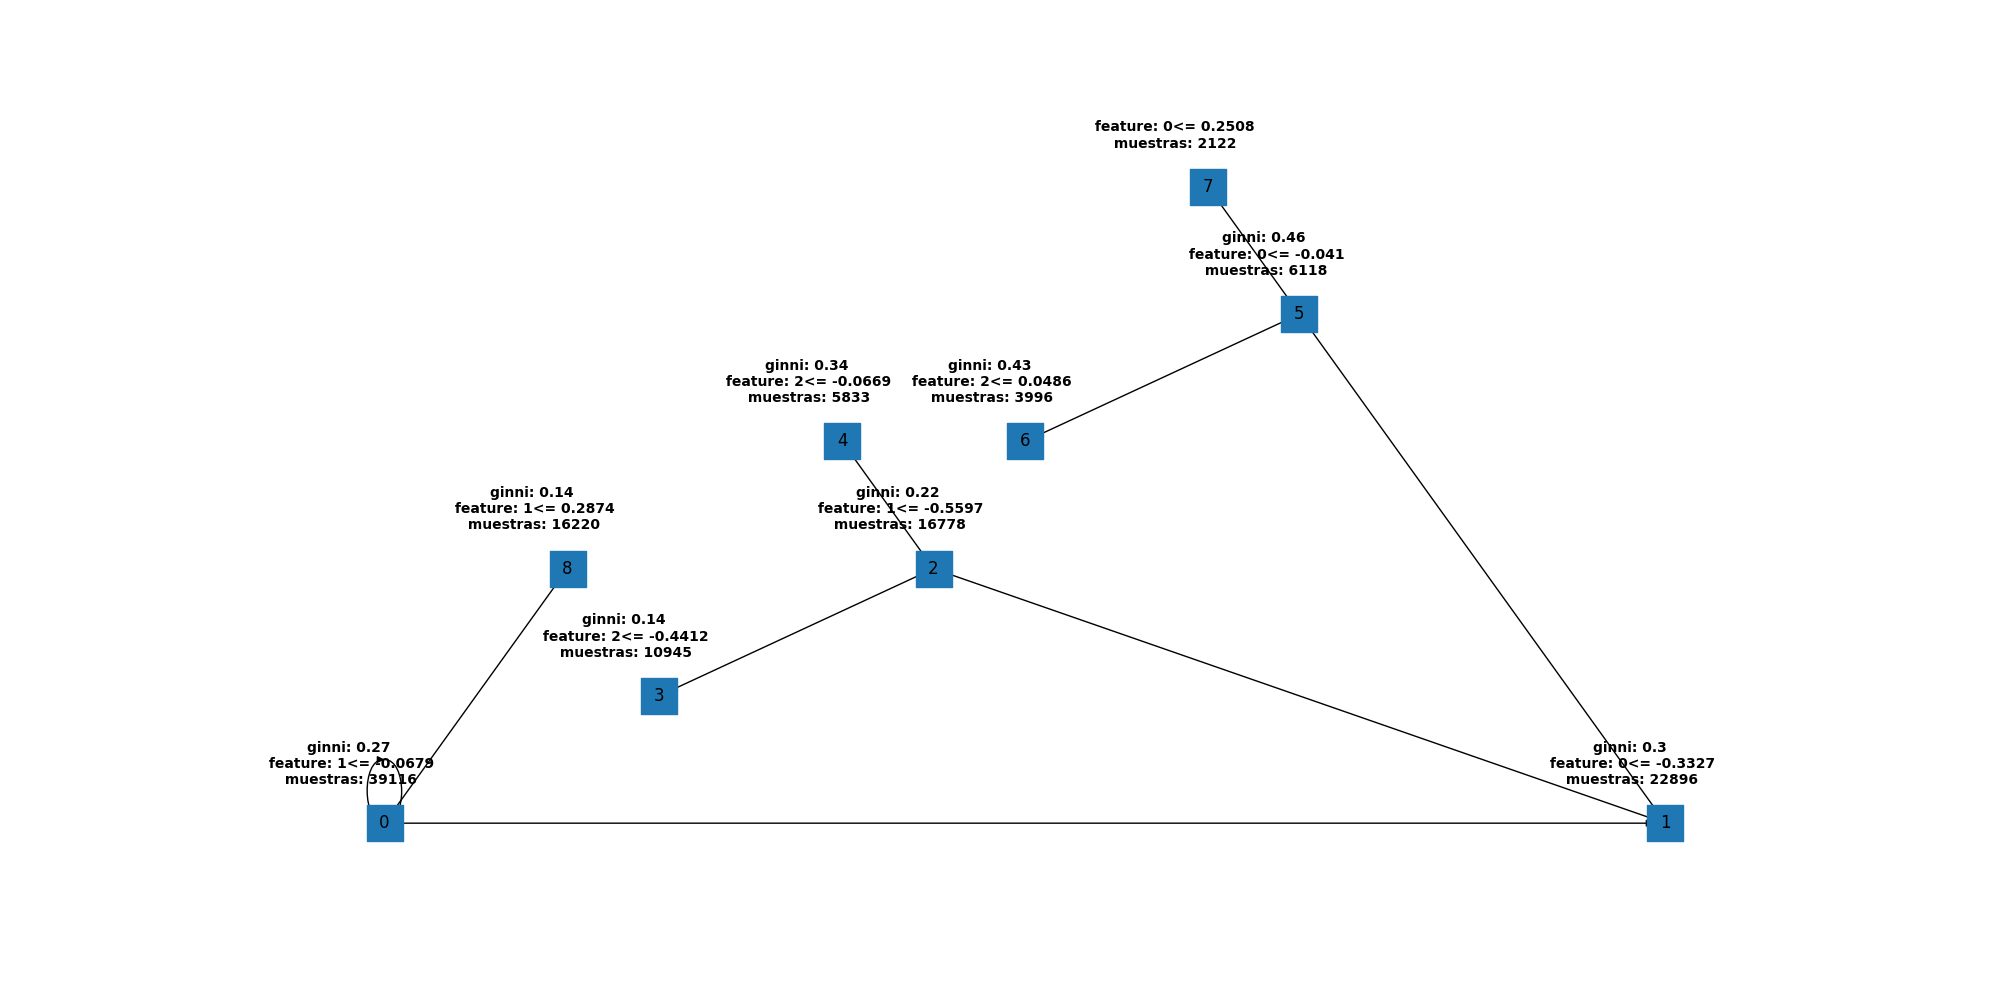 feature: 0<= 0.2508
muestras: 2122
7
ginni: 0.46
feature: 0<= -0.041
muestras: 6118
5
ginni: 0.34
feature: 2<= -0.0669
muestras: 5833
4
ginni: 0.43
feature: 2<= 0.0486
muestras: 3996
6
ginni: 0.14
feature: 1<= 0.2874
muestras: 16220
8
ginni: 0.22
feature: 1<= -0.5597
muestras: 16778
2
ginni: 0.14
feature: 2<= -0.4412
muestras: 10945
3
ginni: 0.27
feature: 1<= -0.0679
muestras: 39116
0
ginni: 0.3
feature: 0<= -0.3327
muestras: 22896
1